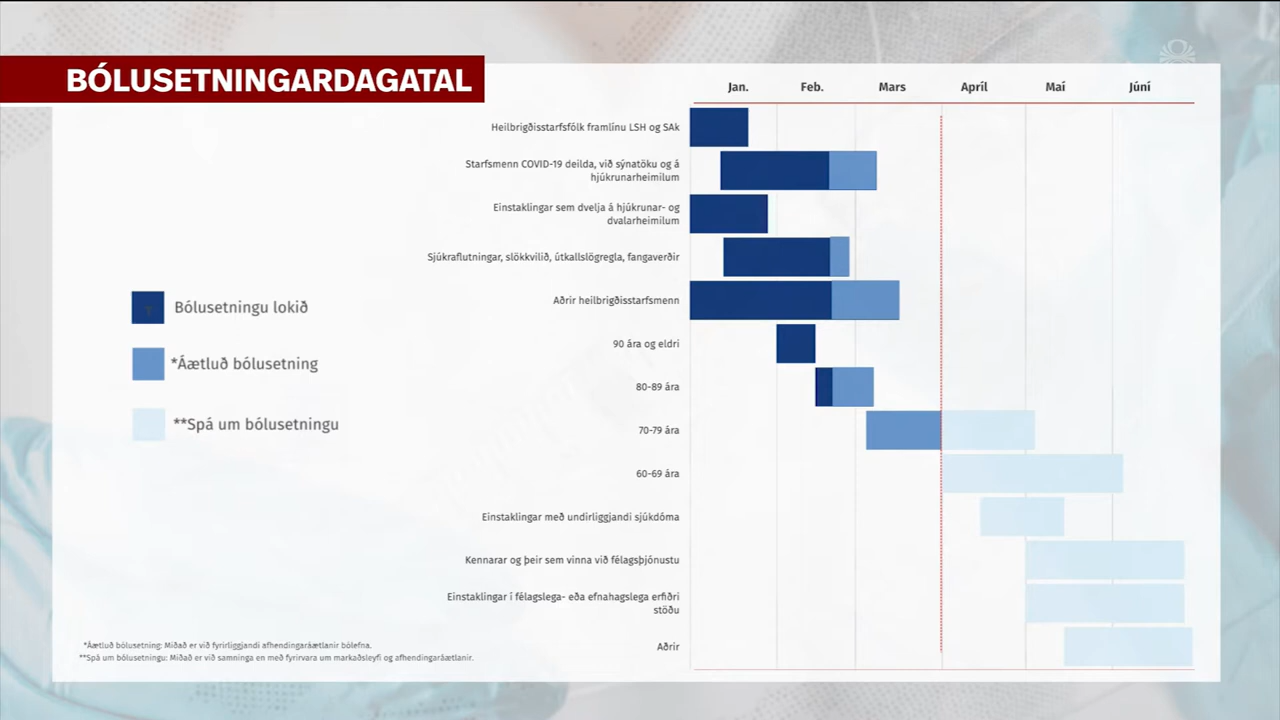 BÓLUSETNINGARDAGATAL
Jan. Feb. Mars Apríl Maí Júní
Heilbrigðisstarfsfólk framlínu LSH og SAk
Starfsmenn COVID-19 deilda, við sýnatöku og á
hjúkrunarheimilum
Einstaklingar sem dvelja á hjúkrunar- og
dvalarheimilum
Sjúkraflutningar, slökkvilið, útkallslögregla, fangaverðir
Aðrir heilbrigðisstarfsmenn
90 ára og eldri
80-89 ára
70-79 ára
60-69 ára
Einstaklingar með undirliggjandi sjúkdóma
Kennarar og þeir sem vinna við félagsþjónustu
Einstaklingar í félagslega- eða efnahagslega erfiðri
stöðu
Aðrir
Bólusetningu lokið
*Áætluð bólusetning
**Spá um bólusetningu
*Áætluð bólusetning: Miðað er við fyrirliggjandi afhendingaráætlanir bólefna.
**Spá um bólusetningu: Miðað er við samninga en með fyrirvara um markaðsleyfi og afhendingaráætlanir.